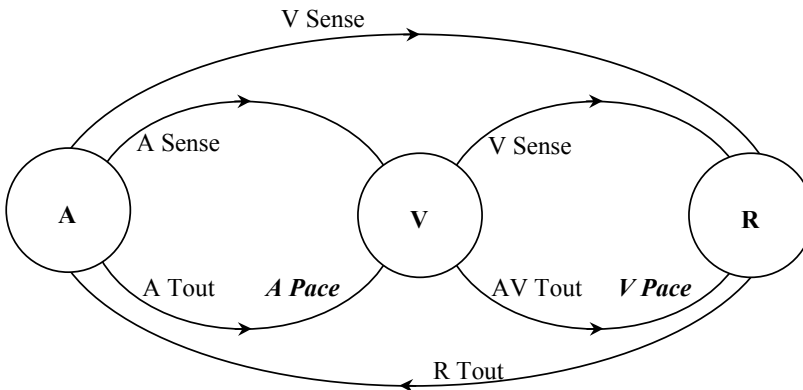 V Sense
A Sense
V Sense
A
V
R
A Tout
A Pace
AV Tout
V Pace
R Tout